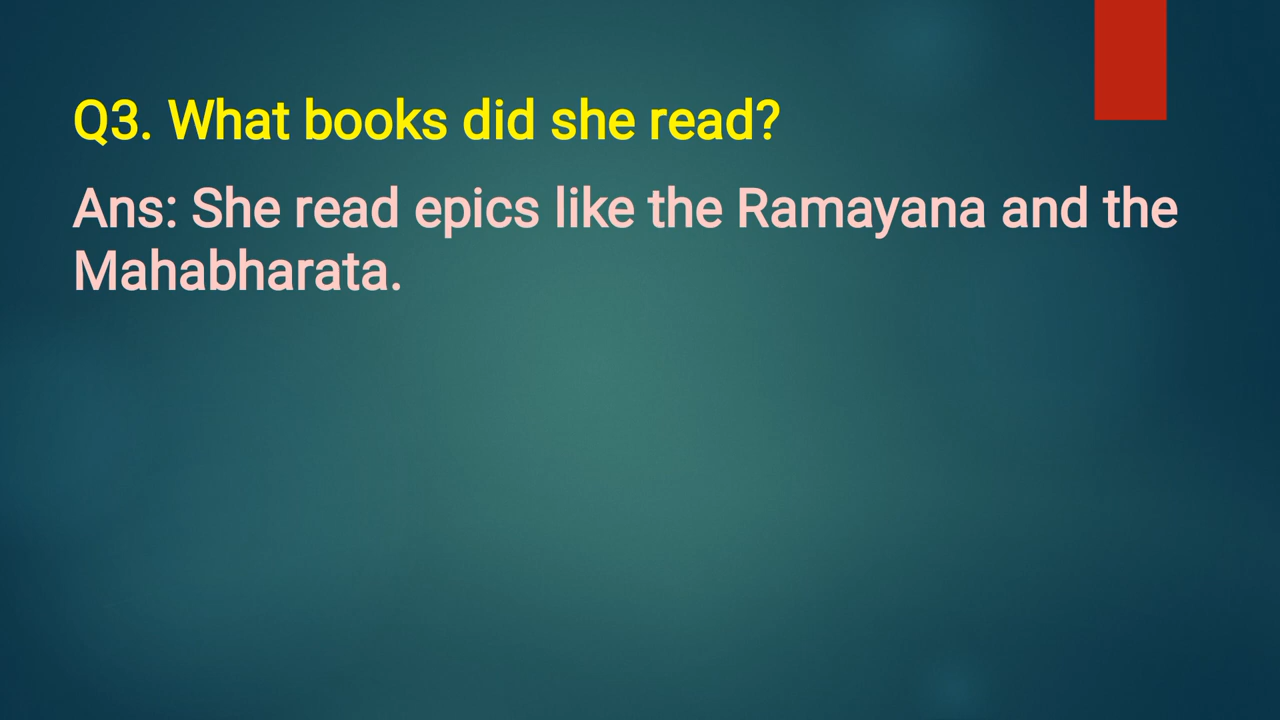 Q3. What books did she read?
Ans: She read epics like the Ramayana and the
Mahabharata.